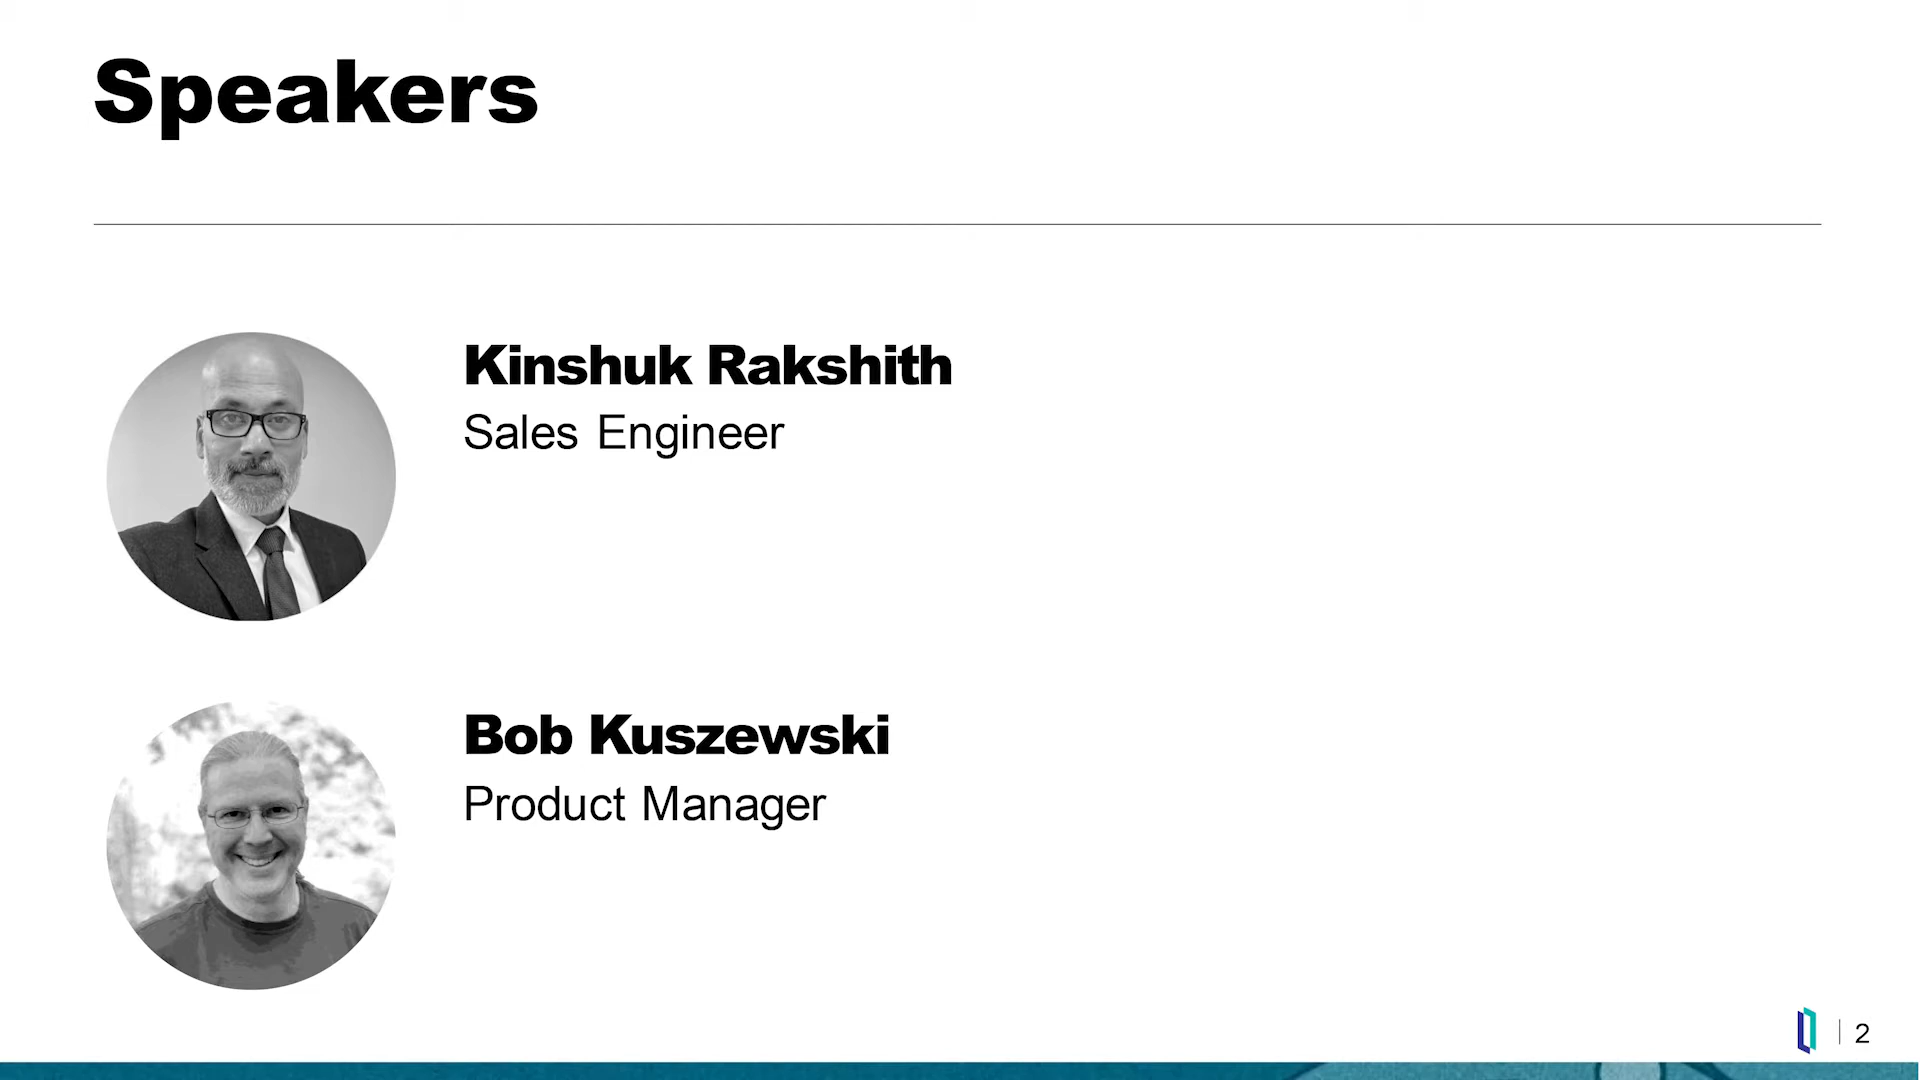 Speakers
Kinshuk Rakshith
Sales Engineer
Bob Kuszewski
Product Manager
2